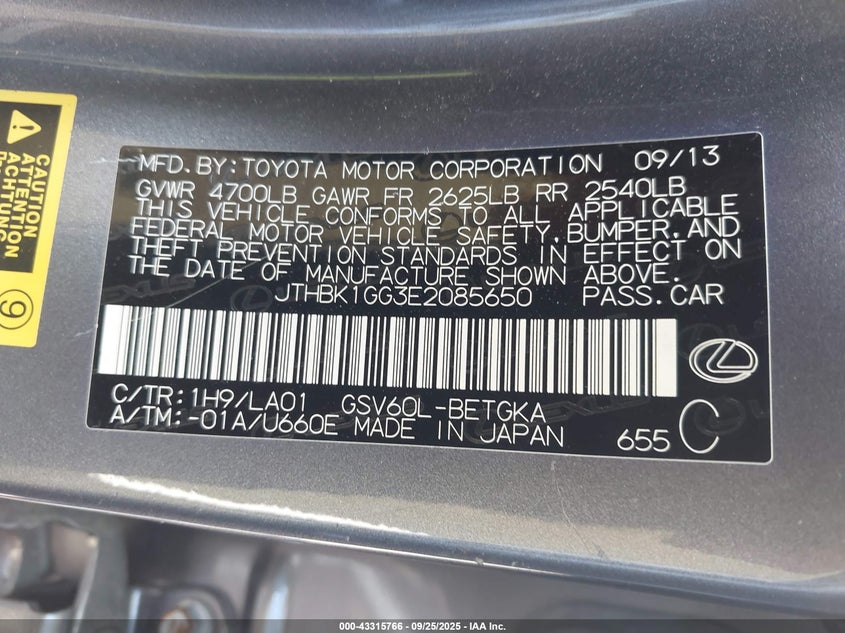 CAUTION
ATTENTION
ACHTUNG
9
MFD.BY:TOYOTA MOTOR CORPORATION 09/13
GVWR 4700LB GAWR FR 2625LB RR 2540LB
THIS VEHICLE CONFORMS TO ALL APPLICABLE
FEDERAL MOTOR VEHICLE SAFETY,BUMPER,AND
THEFT PREVENTION STANDARDS IN EFFECT ON
THE DATE OF MANUFACTURE SHOWN ABOVE.
JTHBK1GG3E2085650 PASS.CAR
C/TR:1H9/LA01 GSV60L-BETGKA
A/TM:-01A/U660E MADE IN JAPAN
655 C
000-43315766 - 09/25/2025 - IAA Inc.